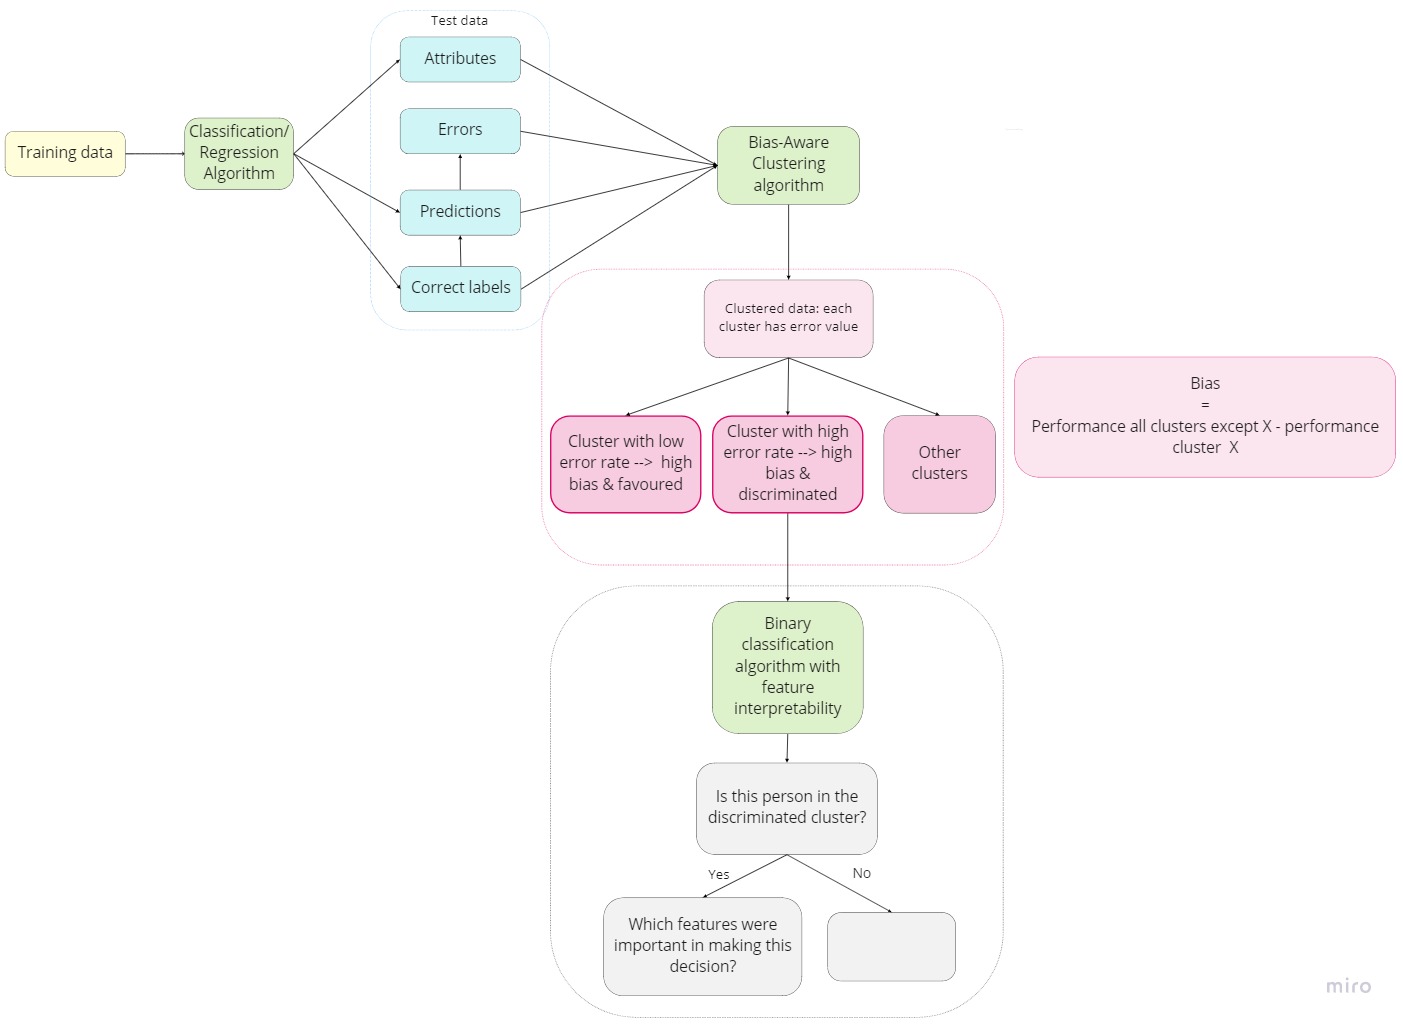 Test data
Attributes
Errors
Predictions
Correct labels
Training data
Classification/
Regression
Algorithm
Bias-Aware
Clustering
algorithm
Clustered data: each
cluster has error value
Cluster with low
error rate --> high
bias & favoured
Cluster with high
error rate --> high
bias &
discriminated
Other
clusters
Bias
=
Performance all clusters except X - performance
cluster X
Binary
classification
algorithm with
feature
interpretability
Is this person in the
discriminated cluster?
Yes
No
Which features were
important in making this
decision?
miro